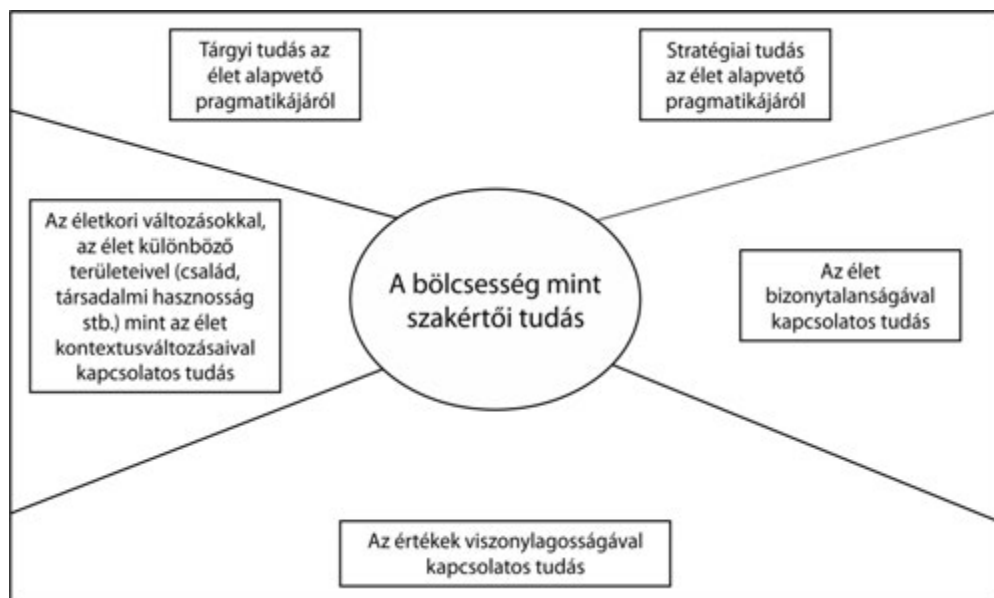 Tárgyi tudás az
élet alapvető
pragmatikájáról
Stratégiai tudás
az élet alapvető
pragmatikájáról
Az életkori változásokkal,
az élet különböző
területeivel (család,
társadalmi hasznosság
stb.) mint az élet
kontextusváltozásaival
kapcsolatos tudás
A bölcsesség mint
szakértői tudás
Az élet
bizonytalanságával
kapcsolatos tudás
Az értékek viszonylagosságával
kapcsolatos tudás